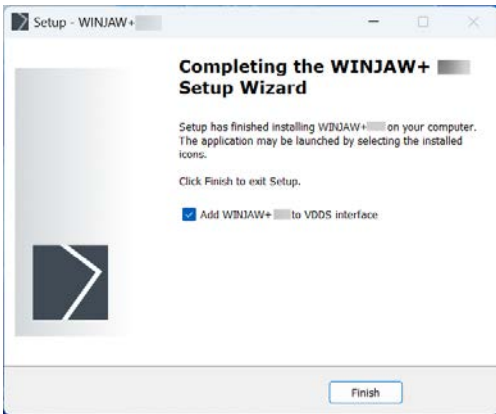 Setup - WINJAW+
Completing the WINJAW+
Setup Wizard
Setup has finished installing WINJAW+ on your computer.
The application may be launched by selecting the installed
icons.
Click Finish to exit Setup.
Add WINJAW+ to VDDS interface
Finish